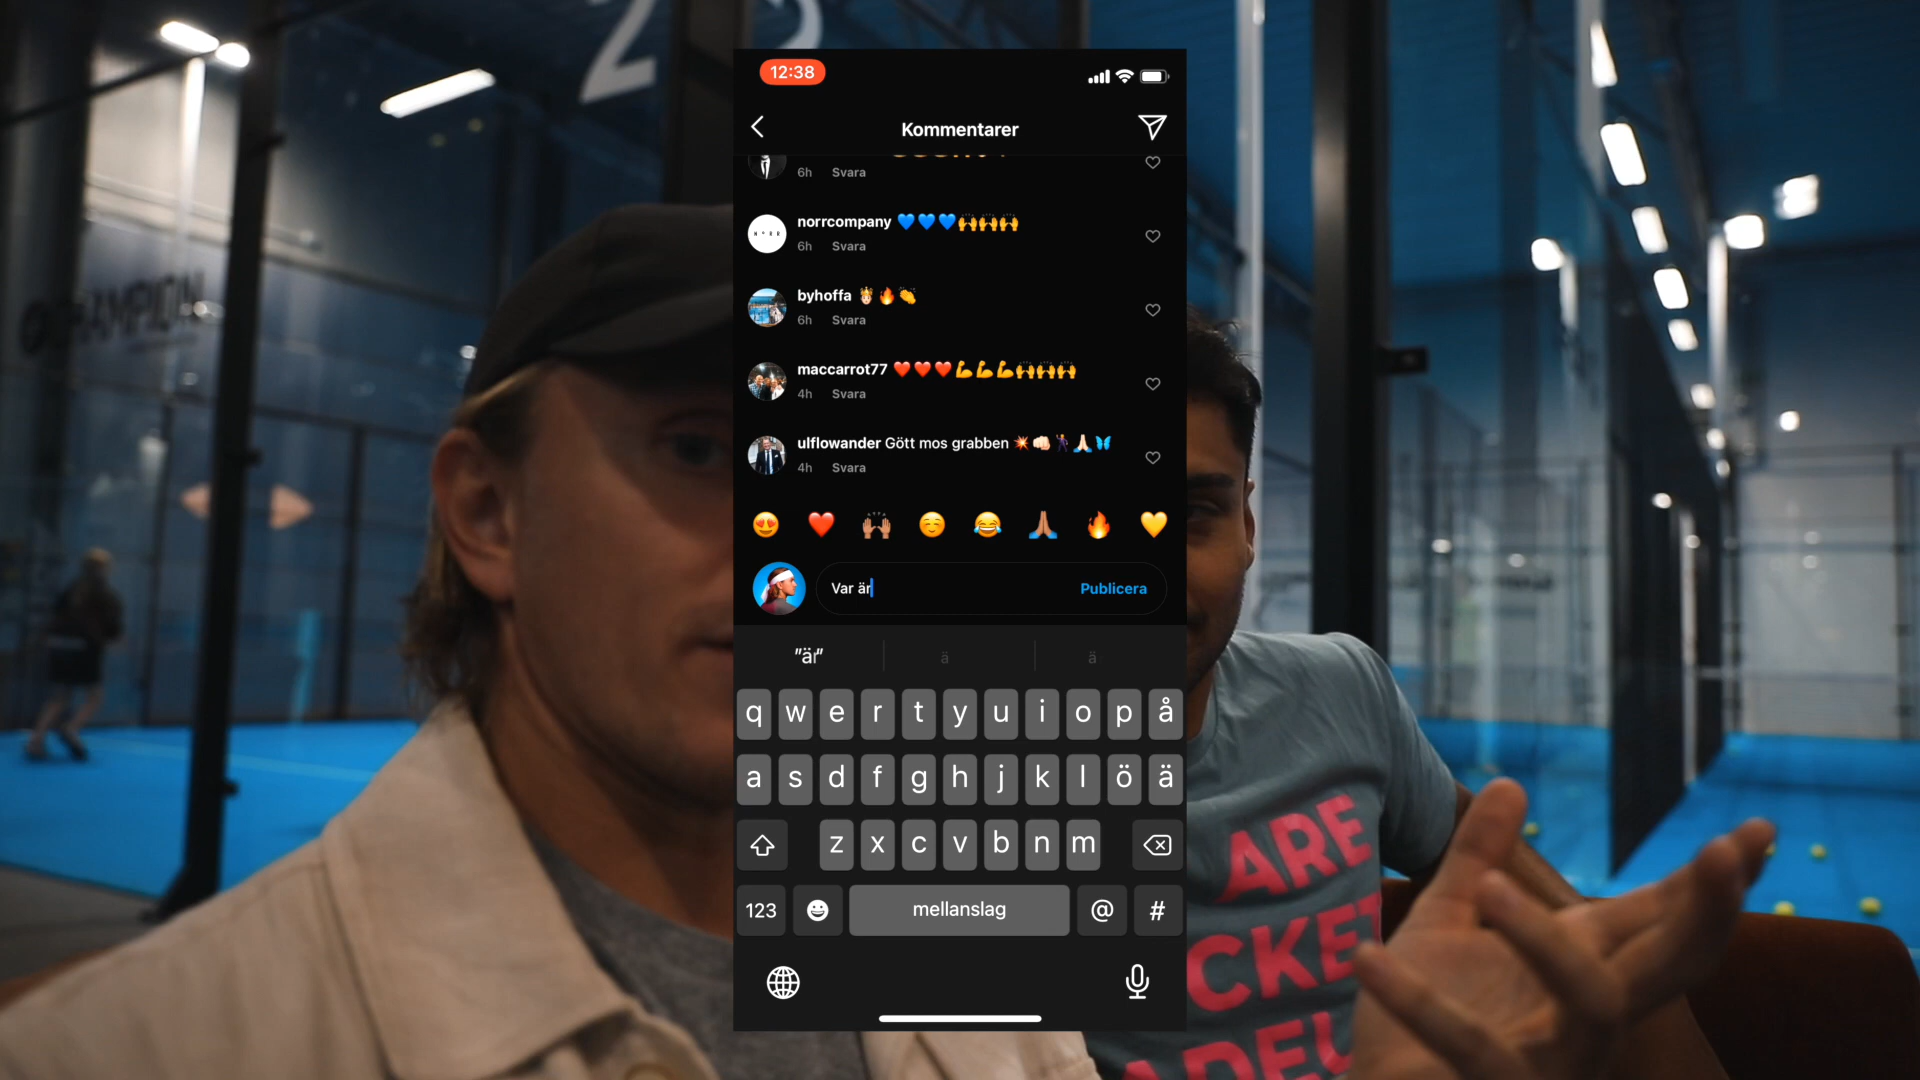 25
12:38
Kommentarer
6h Svara
norrcompany 💙💙💙🙌🙌🙌
6h Svara
byhoffa 🤴🏻🔥👏
6h Svara
maccarrot77 ❤️❤️❤️💪💪💪🙌🙌🙌
4h Svara
ulflowander Gött mos grabben 💥👊🏻🕺🏽🙏🏻🦋
4h Svara
😍 ❤️ 🙌🏽 ☺️ 😂 🙏🏽 🔥 💛
Var är Publicera
"är" ä ä
q w e r t y u i o p å
a s d f g h j k l ö ä
z x c v b n m
123 mellanslag @ #
ARE